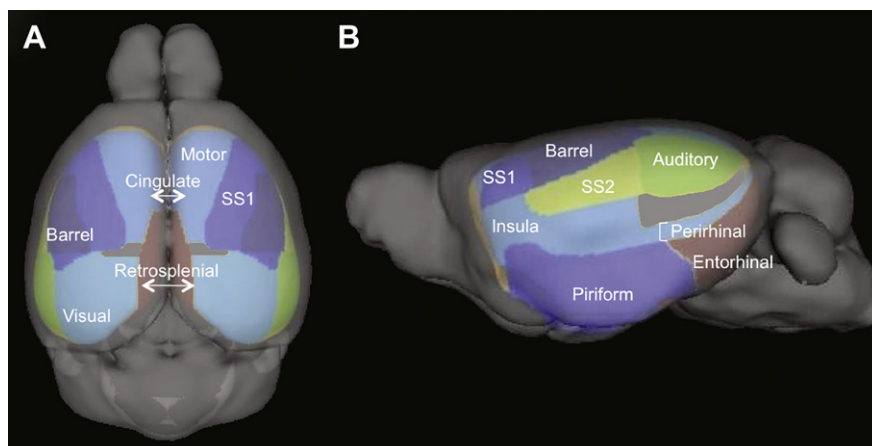 A
Motor
Cingulate
SS1
Barrel
Retrosplenial
Visual
B
Barrel
Auditory
SS1
SS2
Insula
Perirhinal
Entorhinal
Piriform